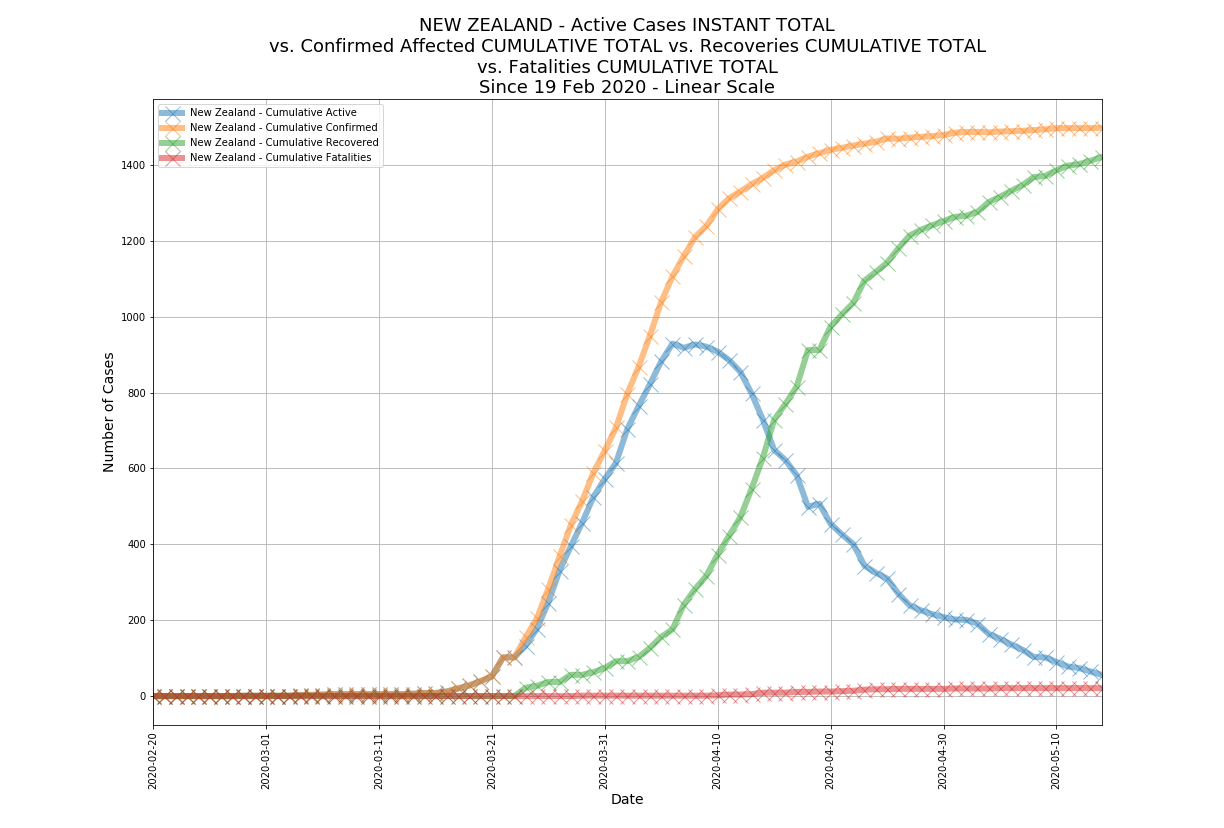 NEW ZEALAND - Active Cases INSTANT TOTAL
vs. Confirmed Affected CUMULATIVE TOTAL vs. Recoveries CUMULATIVE TOTAL
vs. Fatalities CUMULATIVE TOTAL
Since 19 Feb 2020 - Linear Scale
New Zealand - Cumulative Active
New Zealand - Cumulative Confirmed
New Zealand - Cumulative Recovered
New Zealand - Cumulative Fatalities
Number of Cases
1400
1200
1000
800
600
400
200
0
2020-02-20
2020-03-01
2020-03-11
2020-03-21
2020-03-31
2020-04-10
2020-04-20
2020-04-30
2020-05-10
Date